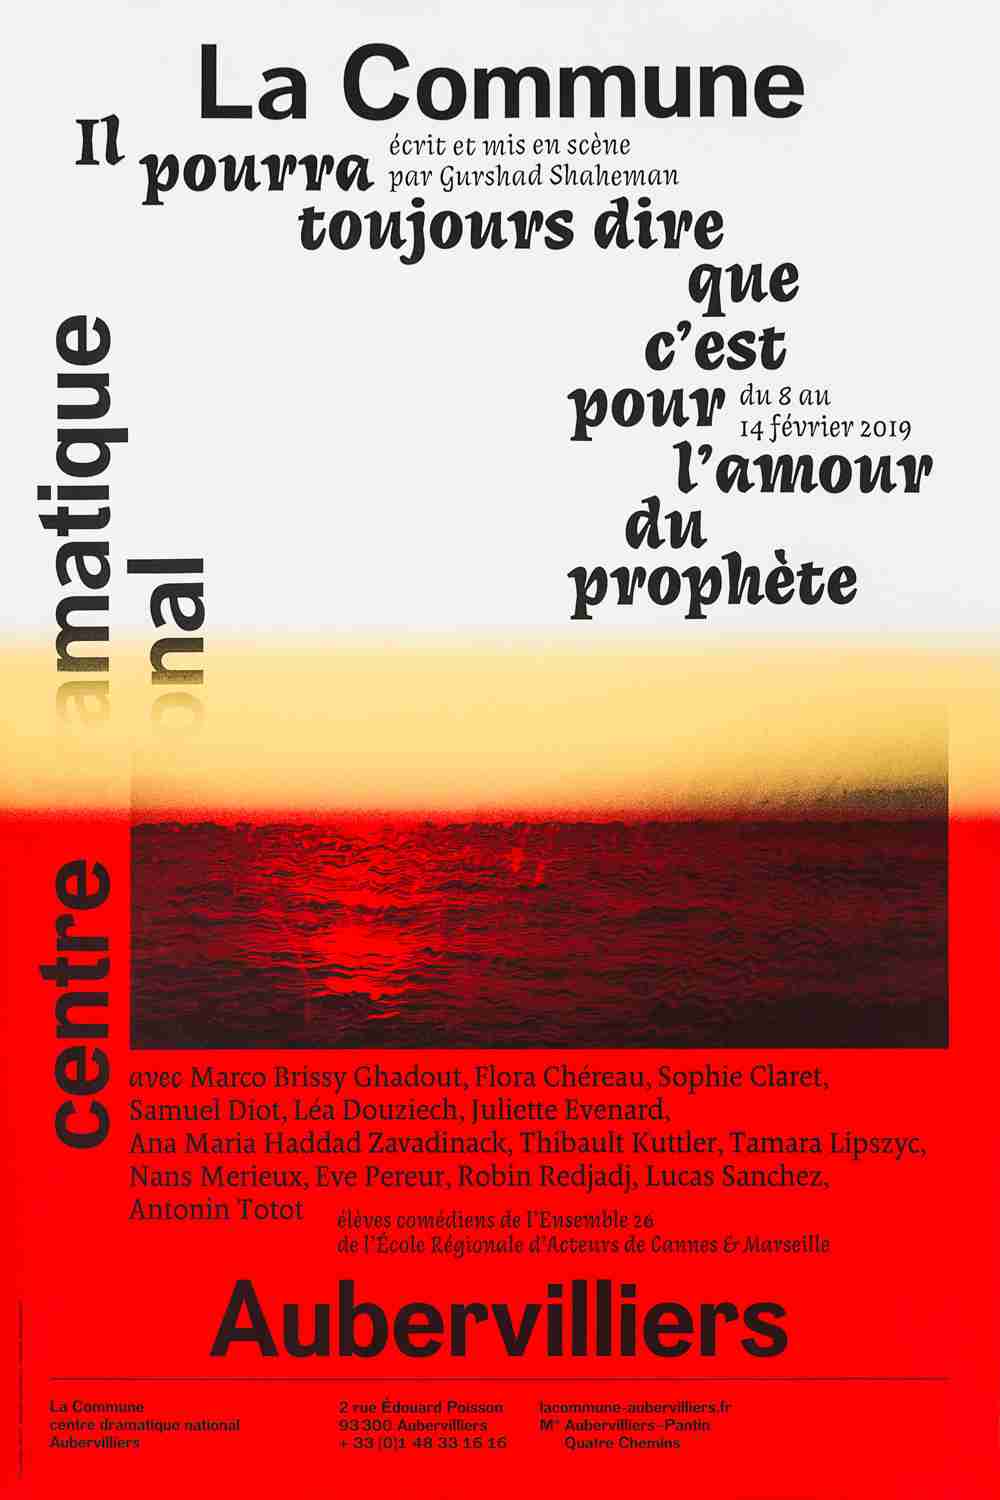 La Commune
Il
pourra
écrit et mis en scène
par Gurshad Shaheman
toujours dire
que
c’est
pour
du 8 au
14 février 2019
l’amour
du
prophète
centre
amatique
onal
avec Marco Brissy Ghadout, Flora Chéreau, Sophie Claret,
Samuel Diot, Léa Douziech, Juliette Evenard,
Ana Maria Haddad Zavadinack, Thibault Kuttler, Tamara Lipszyc,
Nans Merieux, Eve Pereur, Robin Redjadj, Lucas Sanchez,
Antonin Totot
élèves comédiens de l’Ensemble 26
de l’École Régionale d’Acteurs de Cannes & Marseille
Aubervilliers
La Commune
centre dramatique national
Aubervilliers
2 rue Édouard Poisson
93300 Aubervilliers
+ 33 (0)1 48 33 16 16
lacommune-aubervilliers.fr
M° Aubervilliers–Pantin
Quatre Chemins